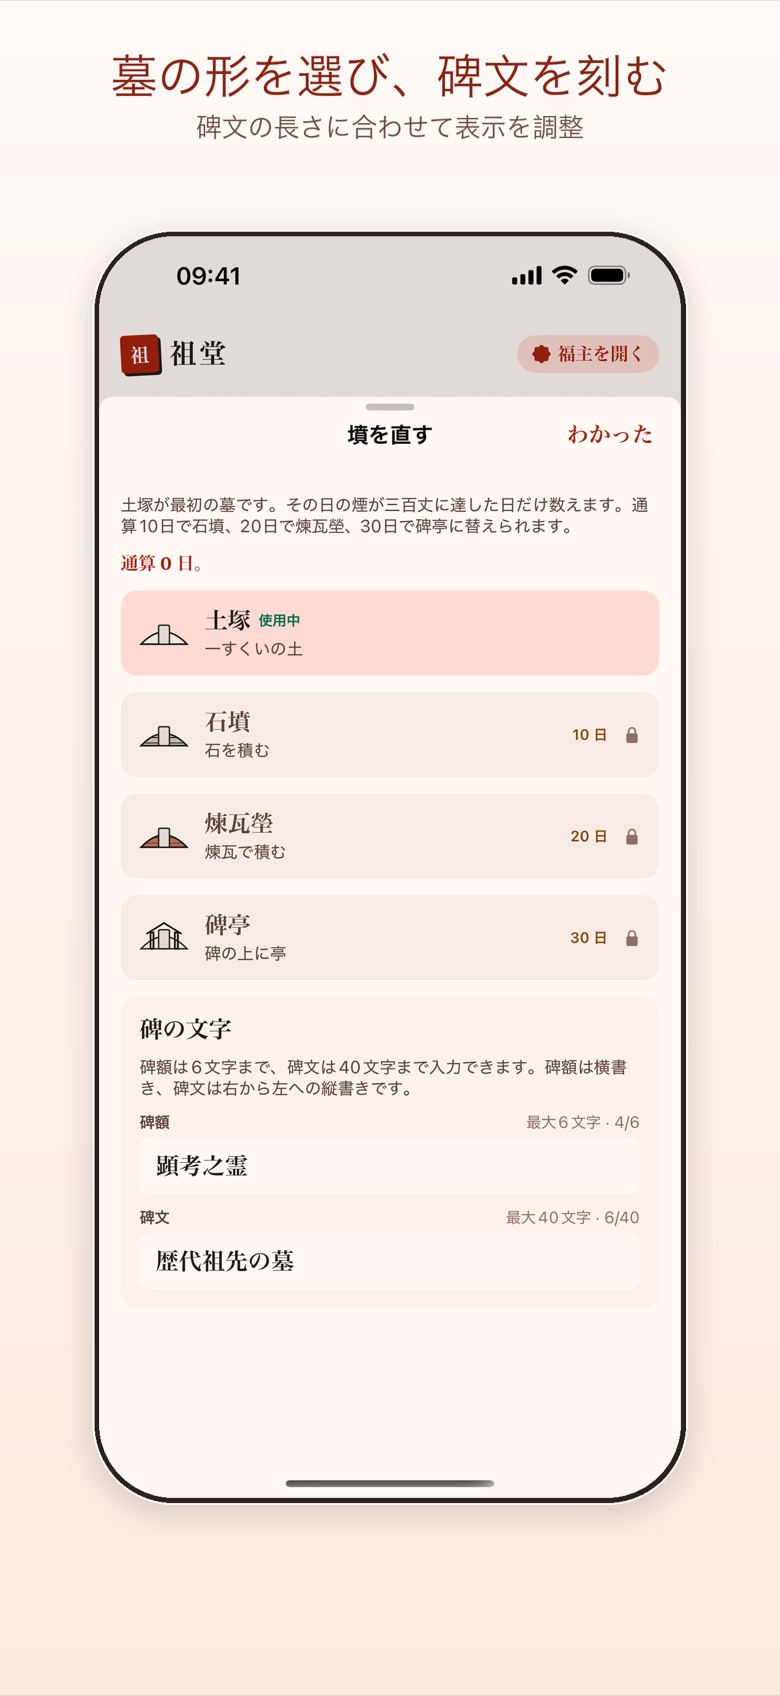 墓の形を選び、碑文を刻む
碑文の長さに合わせて表示を調整
09:41
祖 祖堂
福主を開く
墳を直す
わかった
土塚が最初の墓です。その日の煙が三百丈に達した日だけ数えます。通
算10日で石墳、20日で煉瓦塋、30日で碑亭に替えられます。
通算 0 日。
土塚 使用中
一すくいの土
石墳
石を積む
10 日
煉瓦塋
煉瓦で積む
20 日
碑亭
碑の上に亭
30 日
碑の文字
碑額は6文字まで、碑文は40文字まで入力できます。碑額は横書
き、碑文は右から左への縦書きです。
碑額
最大6文字 · 4/6
顕考之霊
碑文
最大40文字 · 6/40
歴代祖先の墓